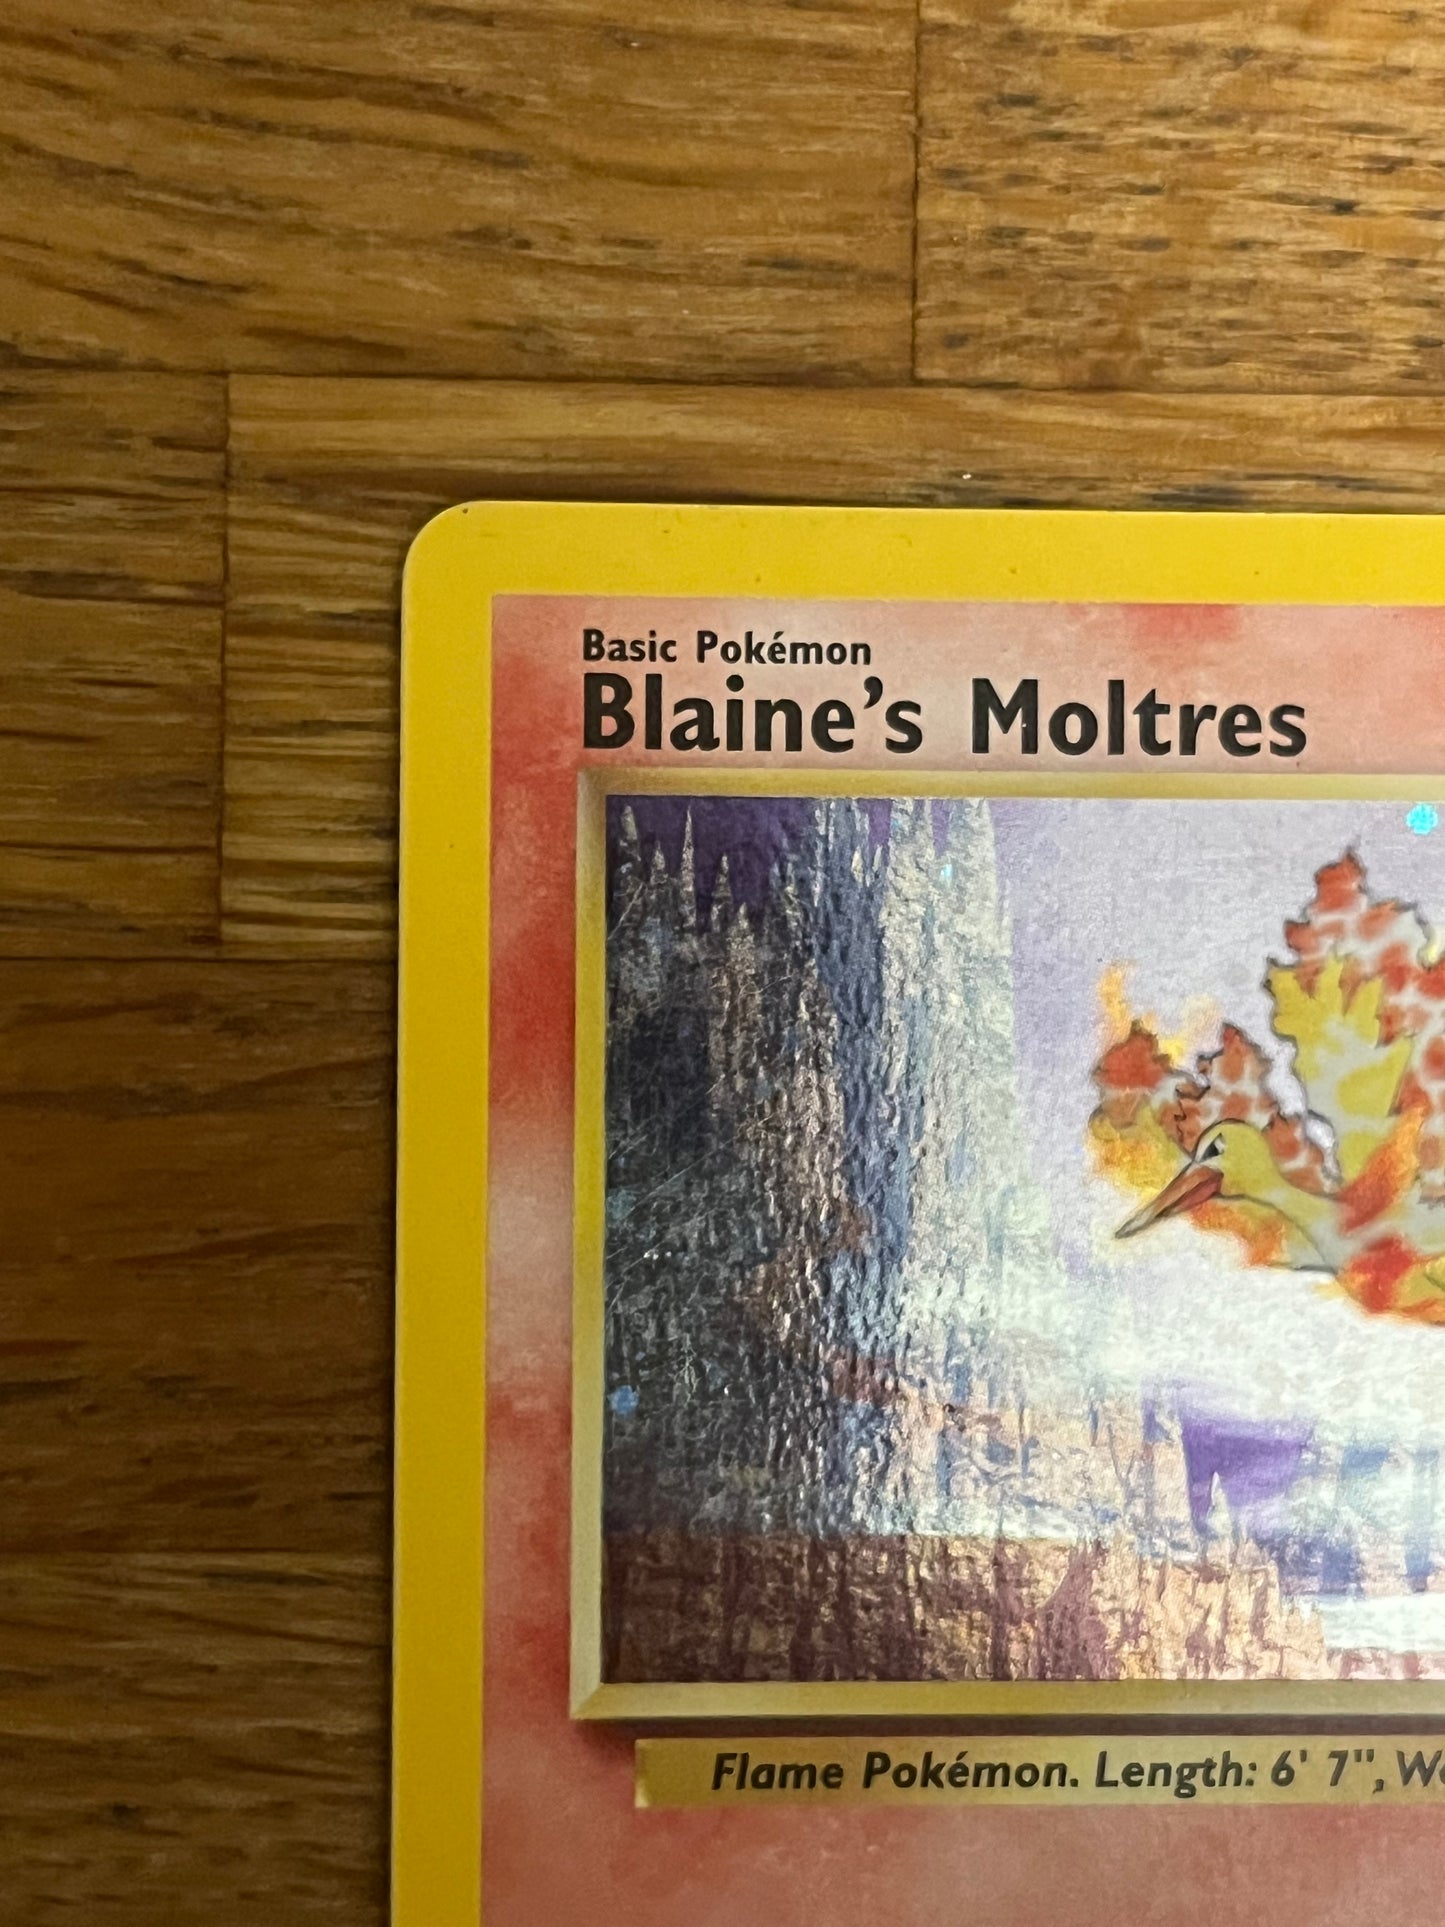 Basic Pokémon
Blaine's Moltres
Flame Pokémon. Length: 6' 7",